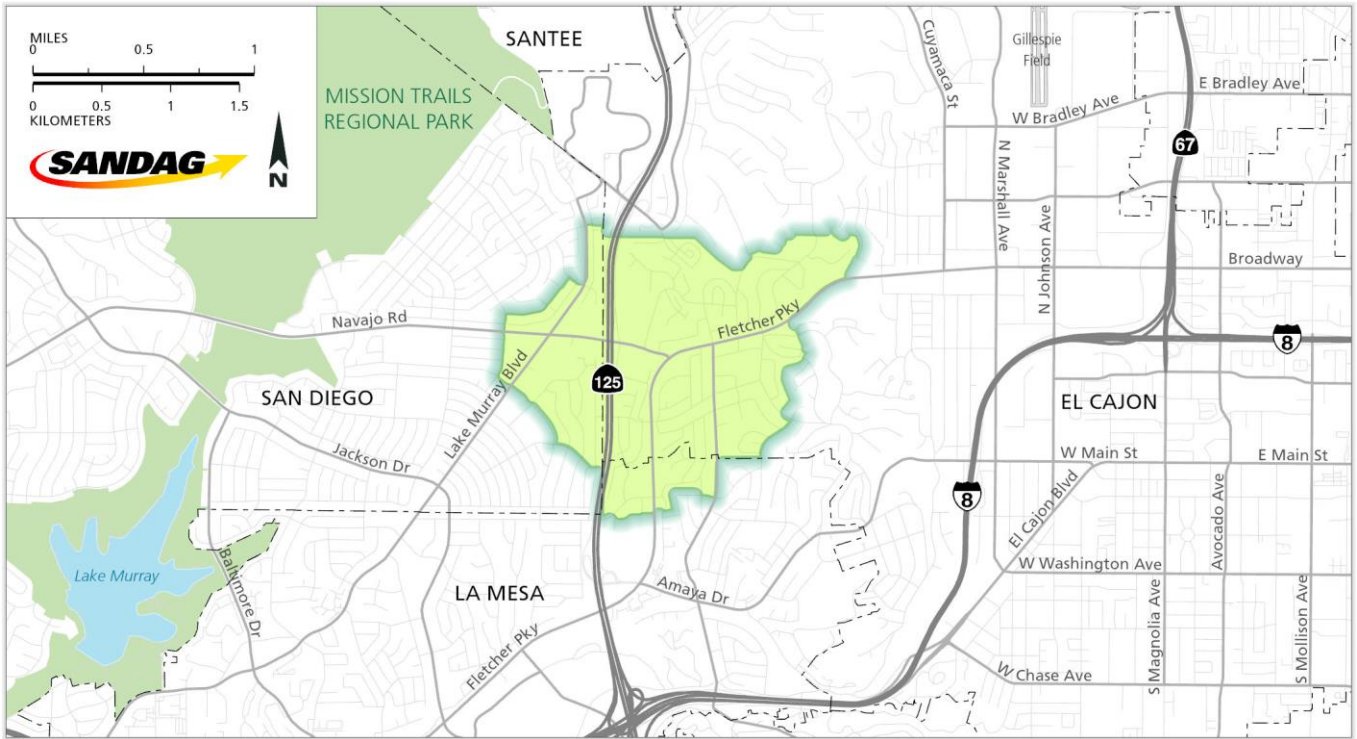 MILES
0 0.5 1
0 0.5 1 1.5
KILOMETERS
SANDAG
N
SANTEE
MISSION TRAILS
REGIONAL PARK
Cuyamaca St
Gillespie
Field
E Bradley Ave
W Bradley Ave
67
N Marshall Ave
N Johnson Ave
Broadway
Navajo Rd
Fletcher Pky
8
125
Lake Murray Blvd
SAN DIEGO
EL CAJON
Jackson Dr
W Main St
E Main St
8
El Cajon Blvd
Avocado Ave
Lake Murray
Baltimore Dr
LA MESA
Amaya Dr
W Washington Ave
S Magnolia Ave
S Mollison Ave
Fletcher Pky
W Chase Ave